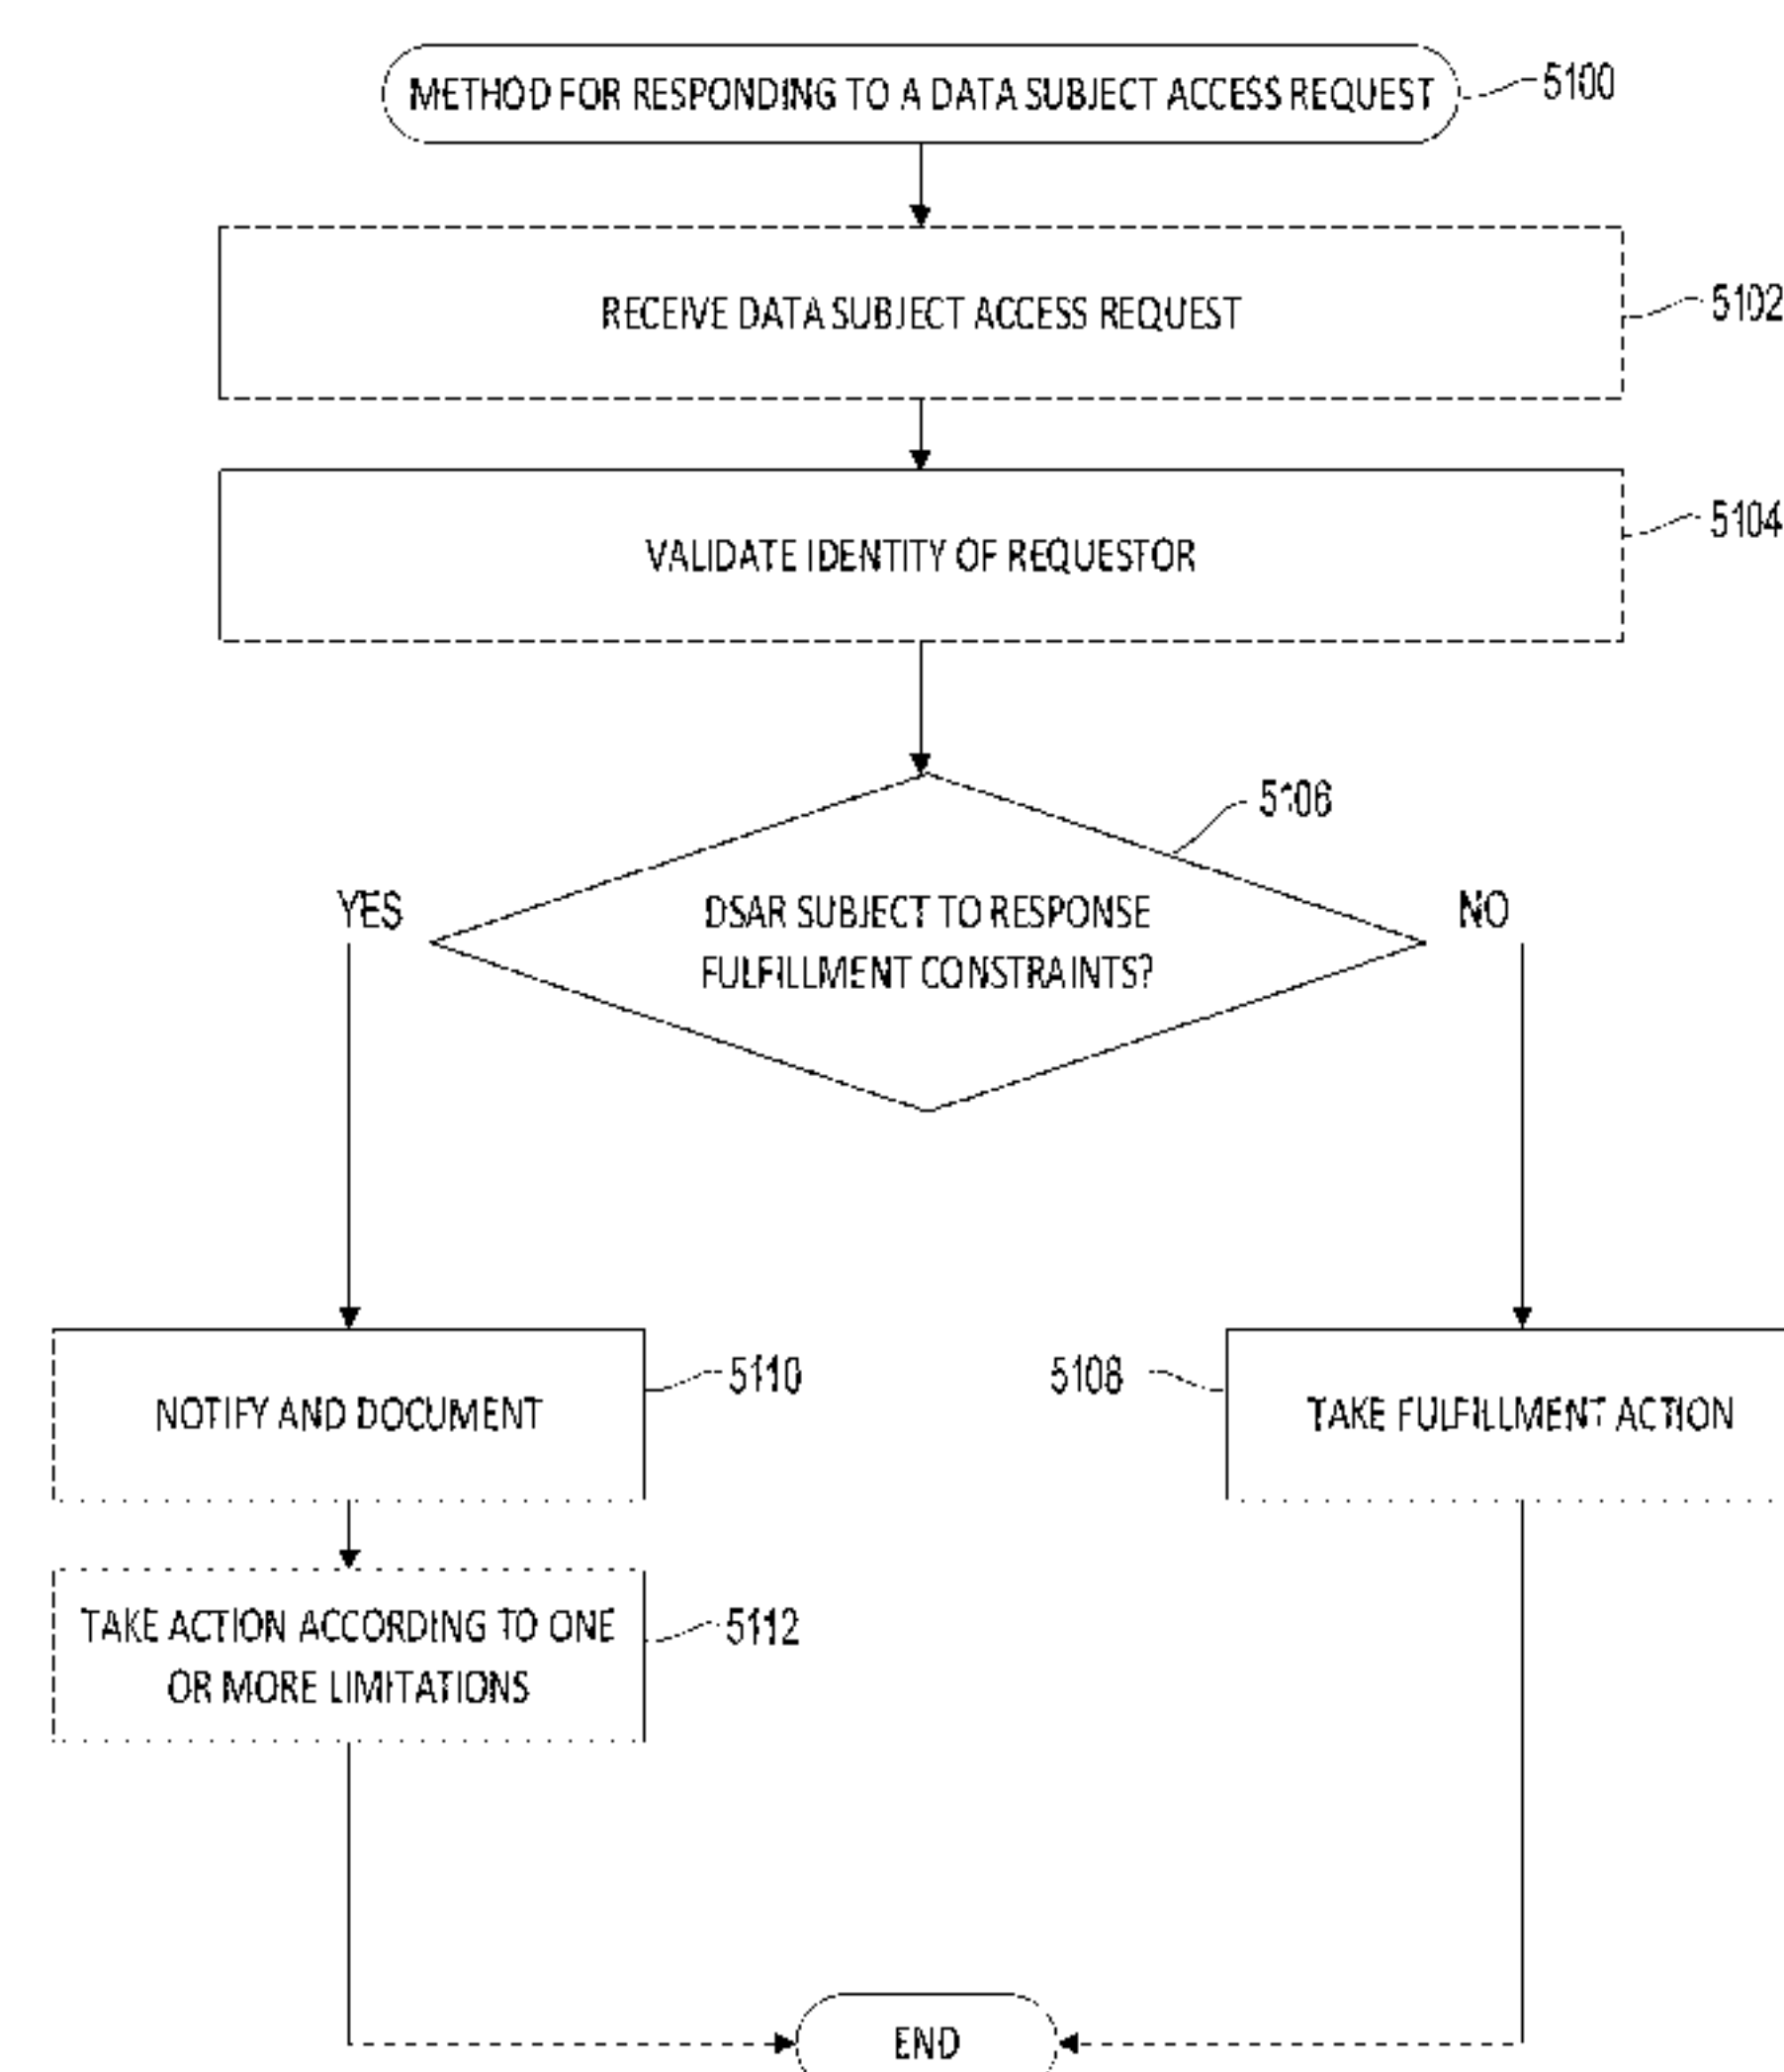 METHOD FOR RESPONDING TO A DATA SUBJECT ACCESS REQUEST
5100
RECEIVE DATA SUBJECT ACCESS REQUEST
5102
VALIDATE IDENTITY OF REQUESTOR
5104
5106
YES
DSAR SUBJECT TO RESPONSE
FULFILLMENT CONSTRAINTS?
NO
NOTIFY AND DOCUMENT
5110
5108
TAKE FULFILLMENT ACTION
TAKE ACTION ACCORDING TO ONE
OR MORE LIMITATIONS
5112
END